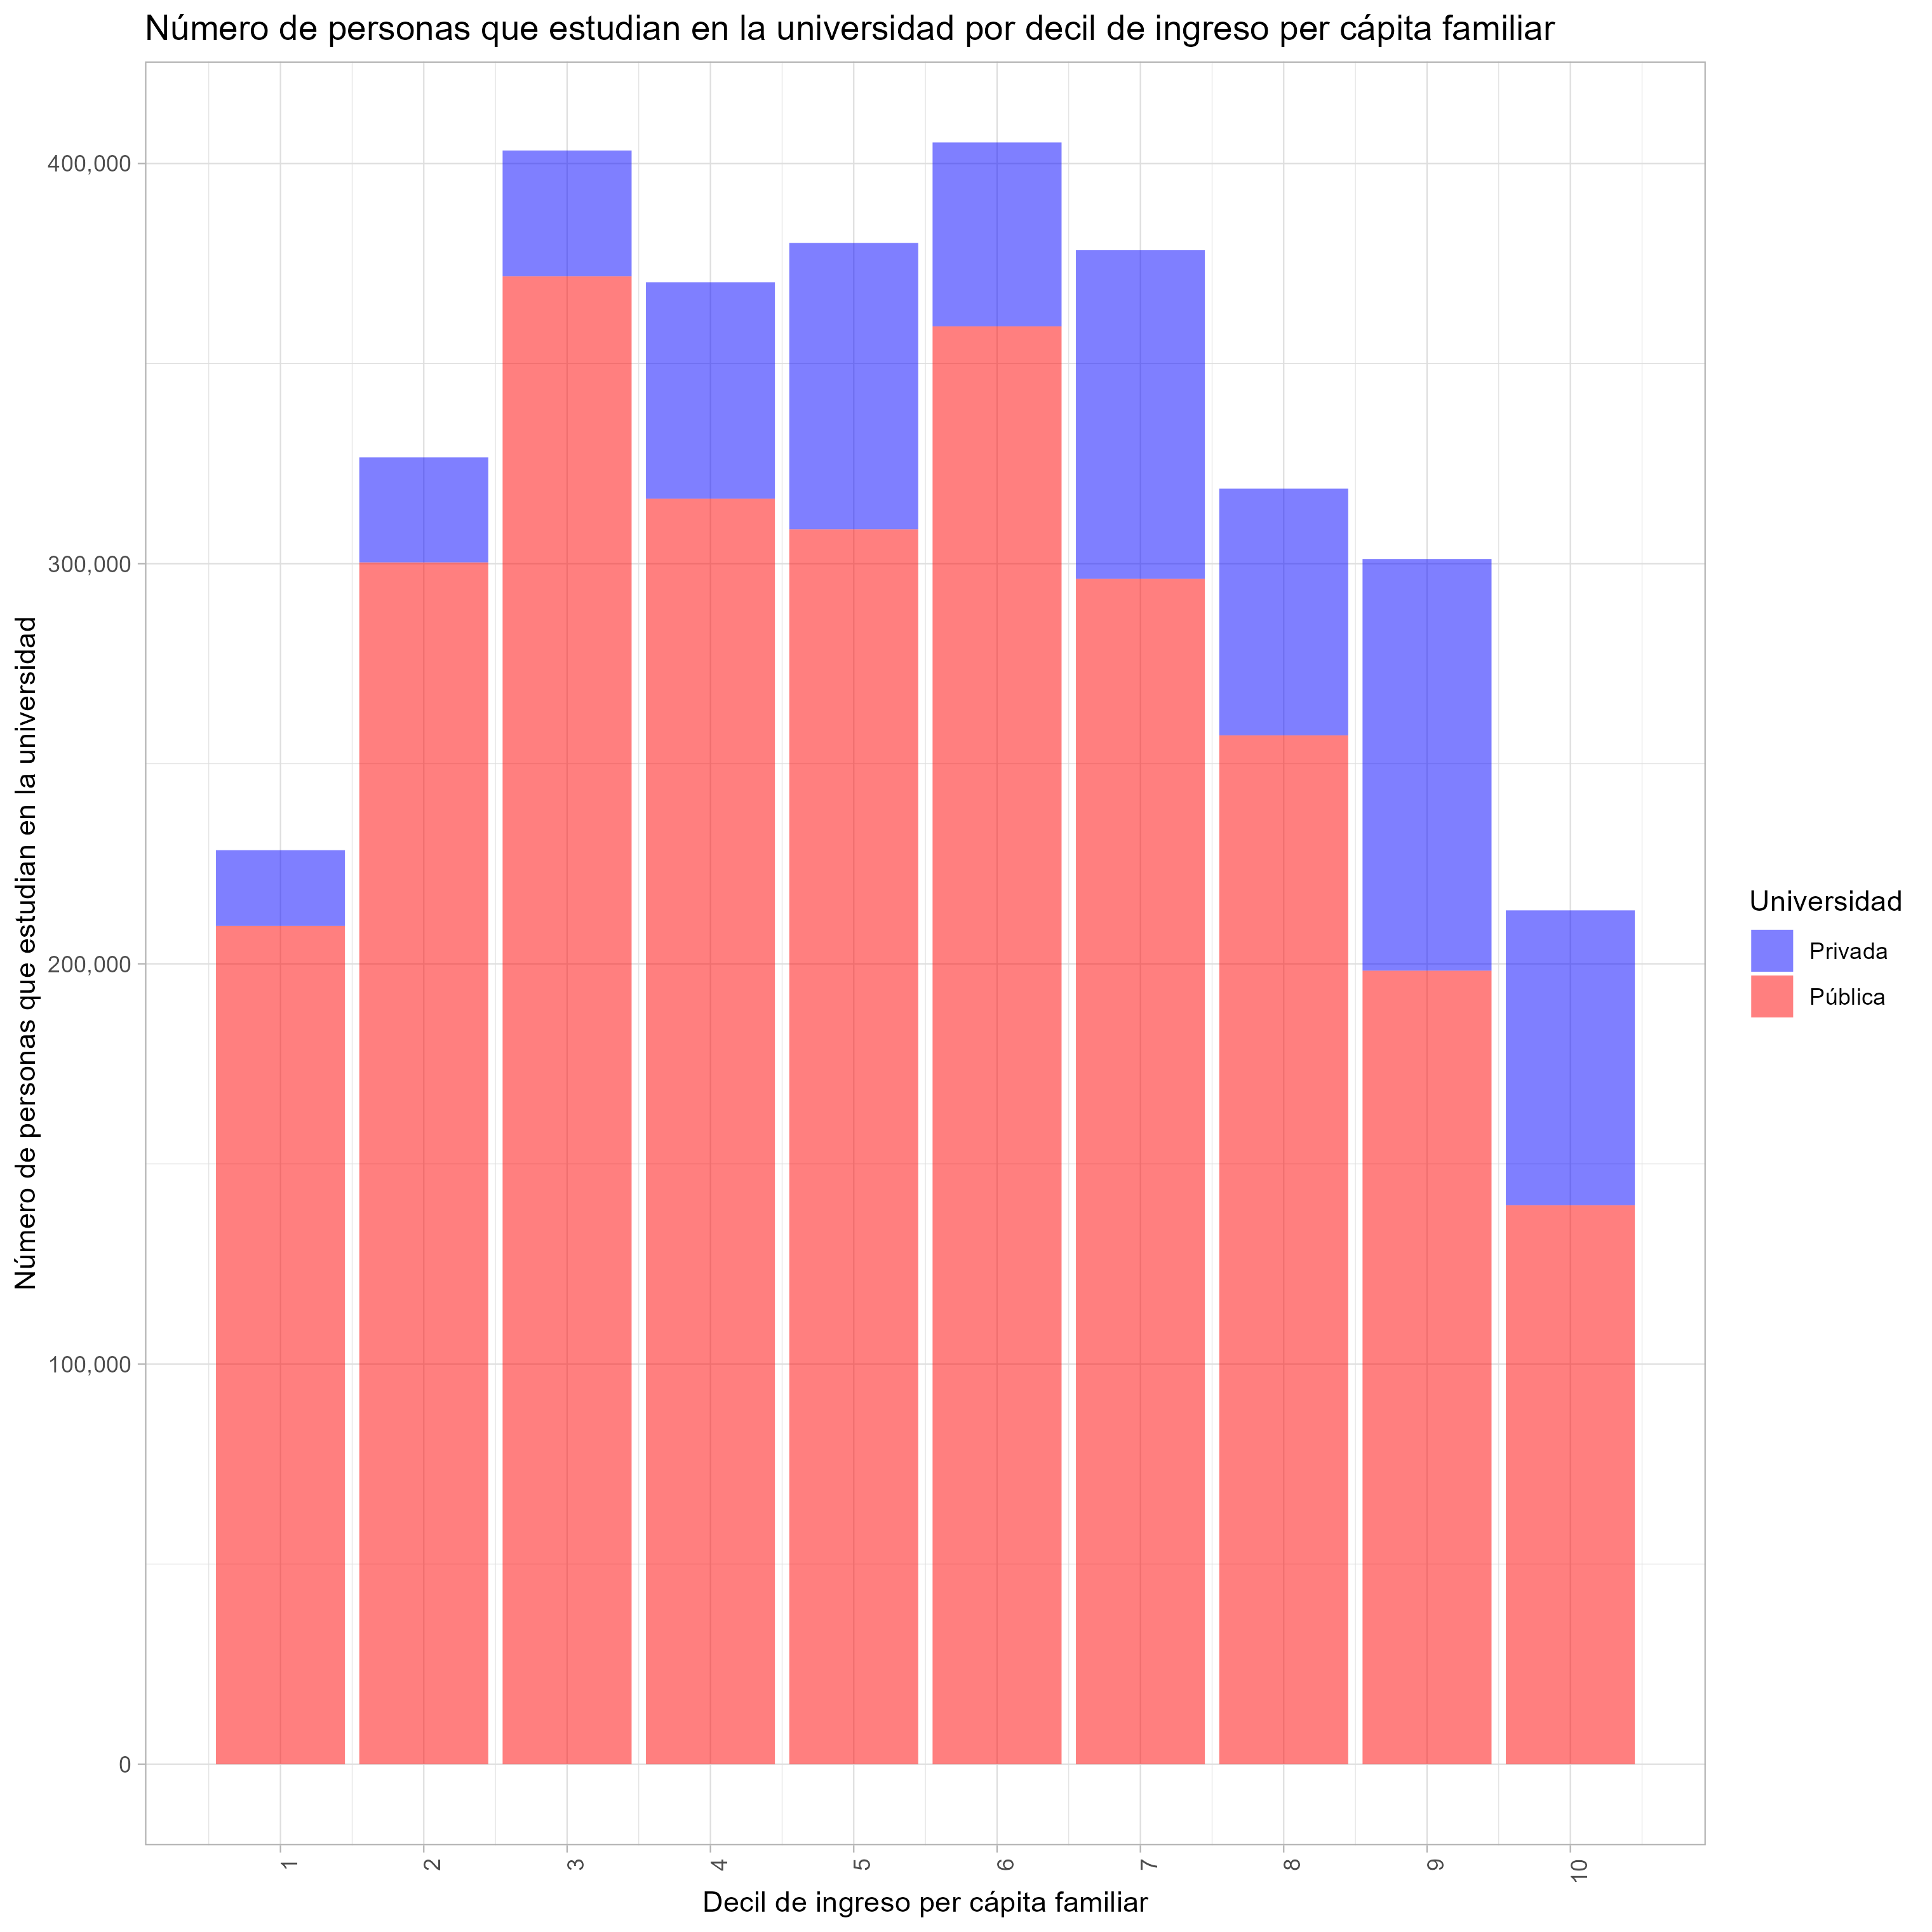 Número de personas que estudian en la universidad por decil de ingreso per cápita familiar
Número de personas que estudian en la universidad
400,000
300,000
200,000
100,000
0
1
2
3
4
5
6
7
8
9
10
Decil de ingreso per cápita familiar
Universidad
Privada
Pública